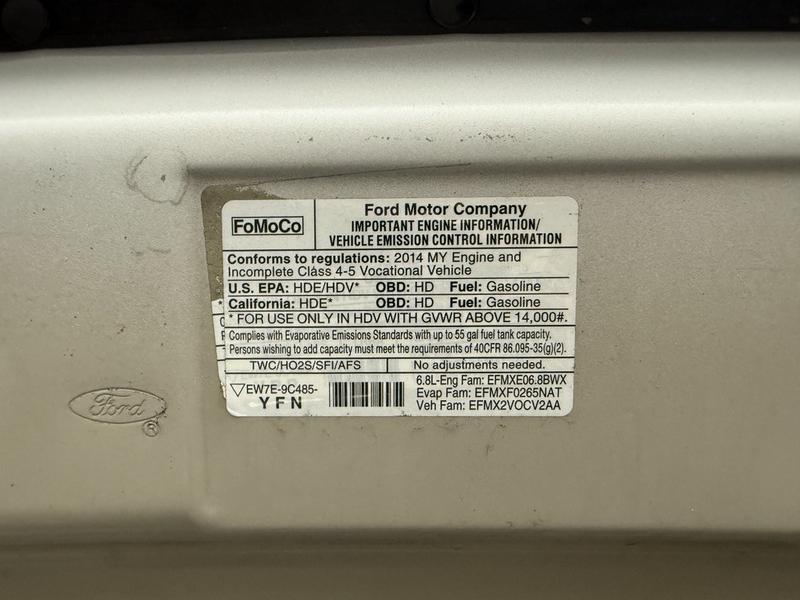 FoMoCo
Ford Motor Company
IMPORTANT ENGINE INFORMATION/
VEHICLE EMISSION CONTROL INFORMATION
Conforms to regulations: 2014 MY Engine and
Incomplete Class 4-5 Vocational Vehicle
U.S. EPA: HDE/HDV* OBD: HD Fuel: Gasoline
California: HDE* OBD: HD Fuel: Gasoline
* FOR USE ONLY IN HDV WITH GVWR ABOVE 14,000#.
Complies with Evaporative Emissions Standards with up to 55 gal fuel tank capacity.
Persons wishing to add capacity must meet the requirements of 40CFR 86.095-35(g)(2).
TWC/HO2S/SFI/AFS No adjustments needed.
EW7E-9C485-
YFN
6.8L-Eng Fam: EFMXE06.8BWX
Evap Fam: EFMXF0265NAT
Veh Fam: EFMX2VOCV2AA
Ford
®